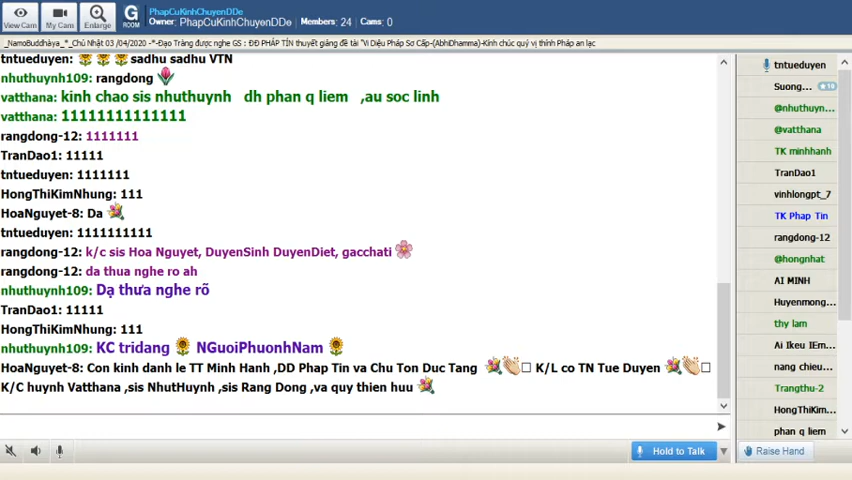 View Cam
My Cam
Enlarge
G
ROOM
PhapCuKinhChuyenDDe
Owner: PhapCuKinhChuyenDDe Members: 24 Cams: 0
_NamoBuddhàya_*_Chủ Nhật 03 /04/2020 -*-Đạo Tràng được nghe GS : ĐĐ PHÁP TÍN thuyết giảng đề tài "Vi Diệu Pháp Sơ Cấp-(AbhiDhamma)-Kính chúc quý vị thính Pháp an lạc
tntueduyen: sadhu sadhu VTN
nhuthuynh109: rangdong
vatthana: kinh chao sis nhuthuynh dh phan q liem ,au soc linh
vatthana: 11111111111111
rangdong-12: 1111111
TranDao1: 11111
tntueduyen: 1111111
HongThiKimNhung: 111
HoaNguyet-8: Da
tntueduyen: 1111111111
rangdong-12: k/c sis Hoa Nguyet, DuyenSinh DuyenDiet, gacchati
rangdong-12: da thua nghe ro ah
nhuthuynh109: Dạ thưa nghe rõ
TranDao1: 11111
HongThiKimNhung: 111
nhuthuynh109: KC tridang NGuoiPhuonhNam
HoaNguyet-8: Con kinh danh le TT Minh Hanh ,DD Phap Tin va Chu Ton Duc Tang K/L co TN Tue Duyen
K/C huynh Vatthana ,sis NhutHuynh ,sis Rang Dong ,va quy thien huu
Hold to Talk
tntueduyen
Suong... 10
@nhuthuyn...
@vatthana
TK minhhanh
TranDao1
vinhlongpt_7
TK Phap Tin
rangdong-12
@hongnhat
AI MINH
Huyenmong...
thy lam
Ai Ikeu IEm...
nang chieu...
Trangthu-2
HongThiKim...
phan q liem
Raise Hand